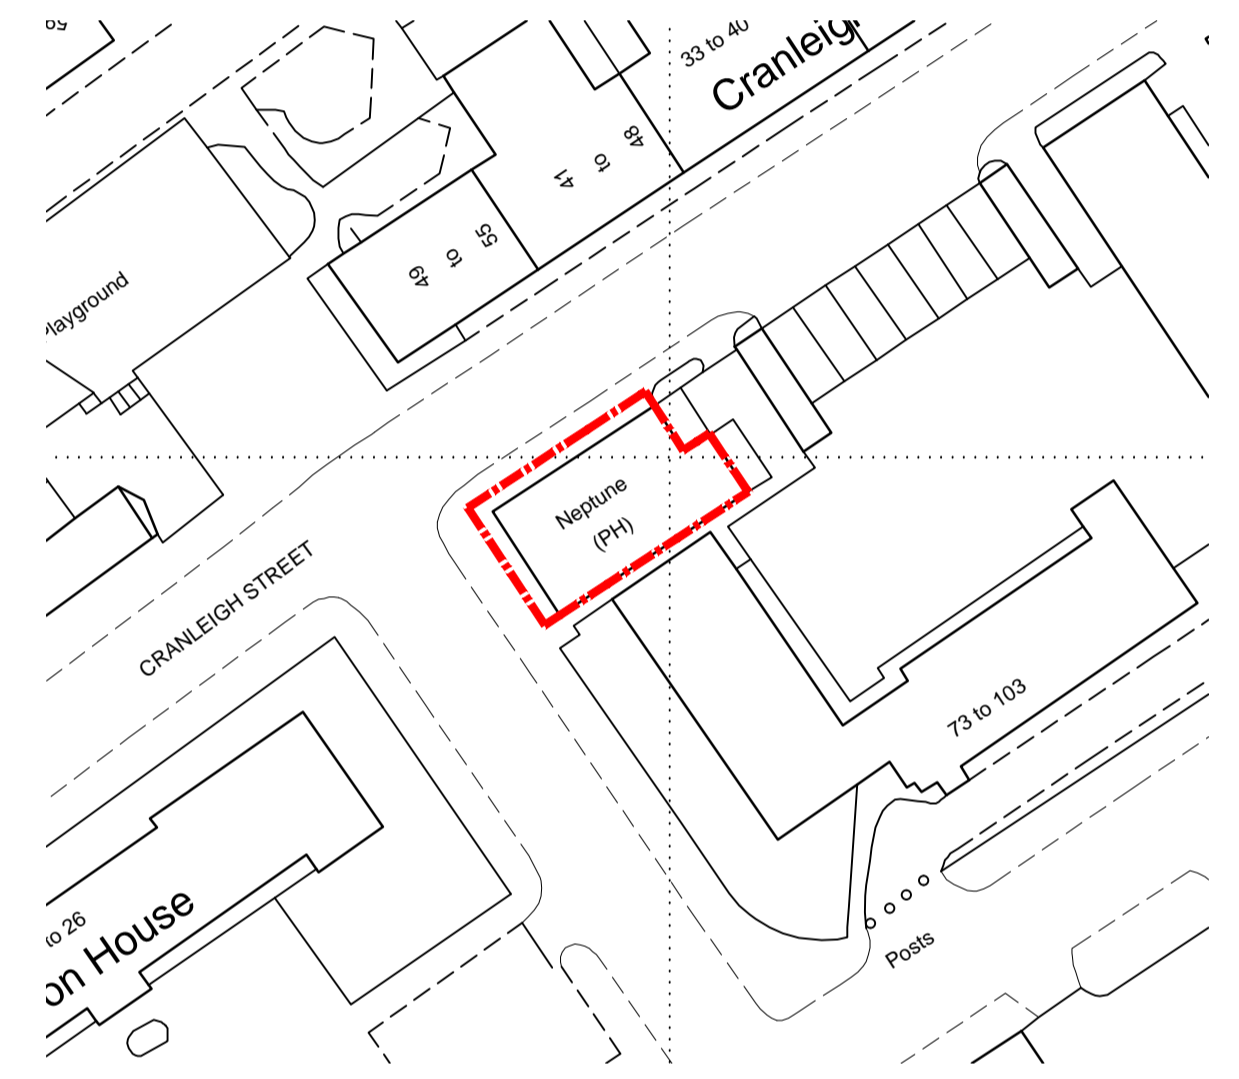 59
33 to 40
Cranleig
48
to
41
55
to
49
Playground
Neptune
(PH)
CRANLEIGH STREET
73 to 103
to 26
on House
Posts